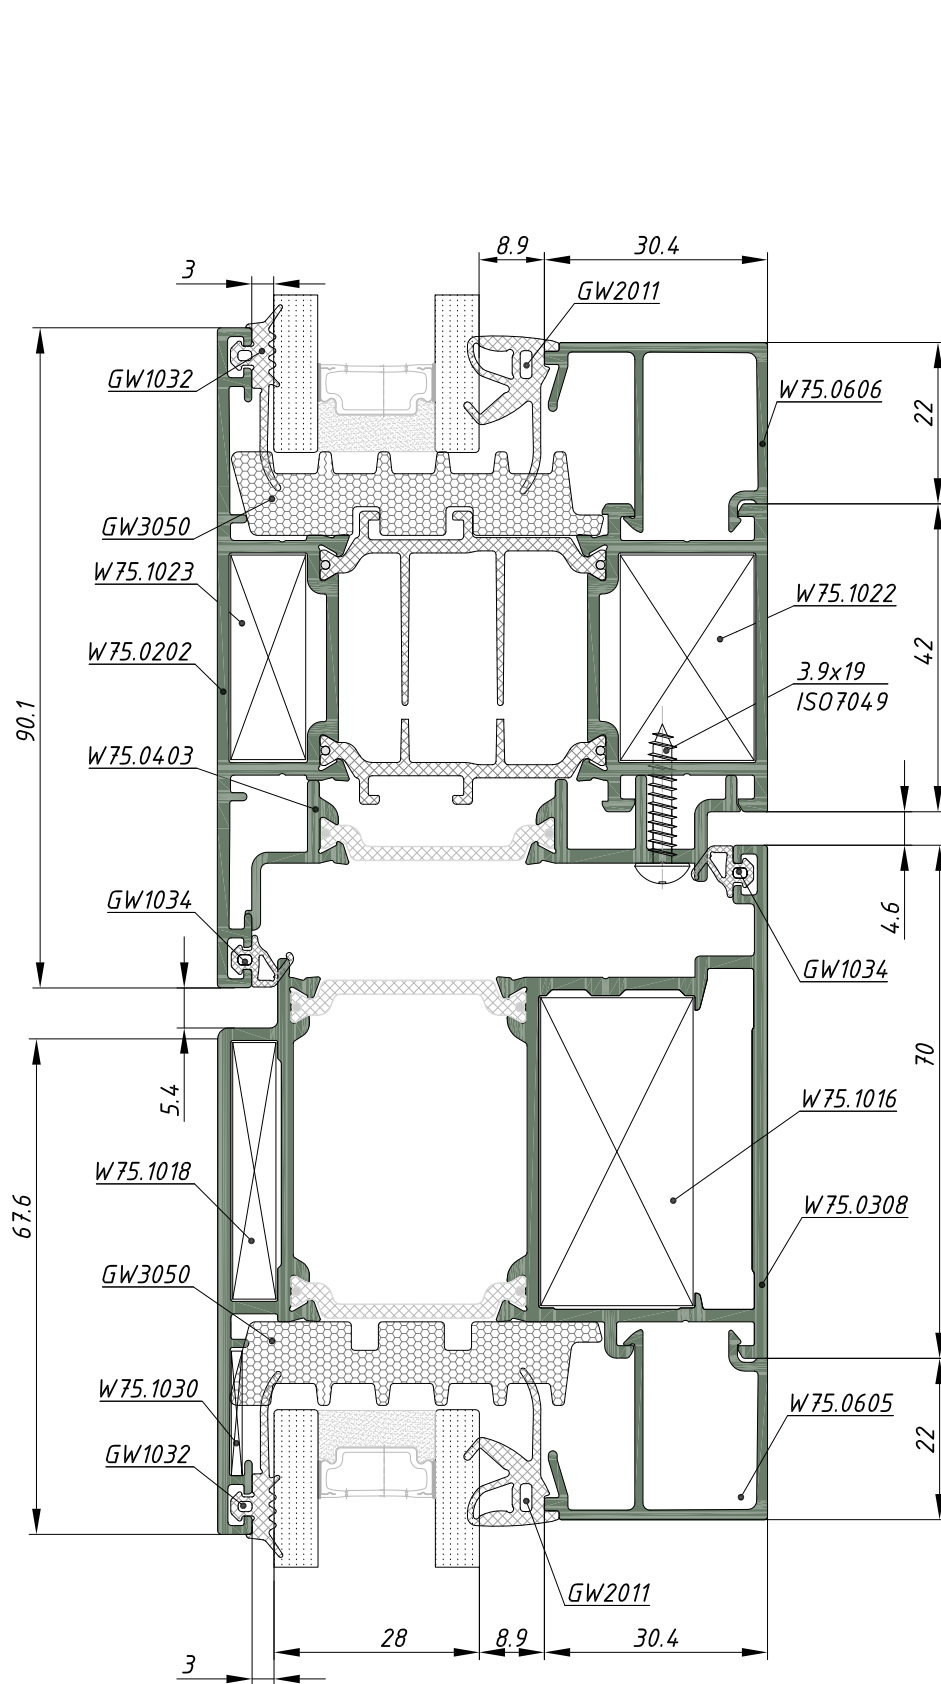 8.9
30.4
3
GW2011
GW1032
W75.0606
22
GW3050
W75.1023
W75.1022
42
W75.0202
3.9x19
ISO7049
90.1
W75.0403
GW1034
4.6
GW1034
5.4
70
W75.1016
W75.1018
67.6
W75.0308
GW3050
W75.1030
W75.0605
GW1032
22
GW2011
28
8.9
30.4
3